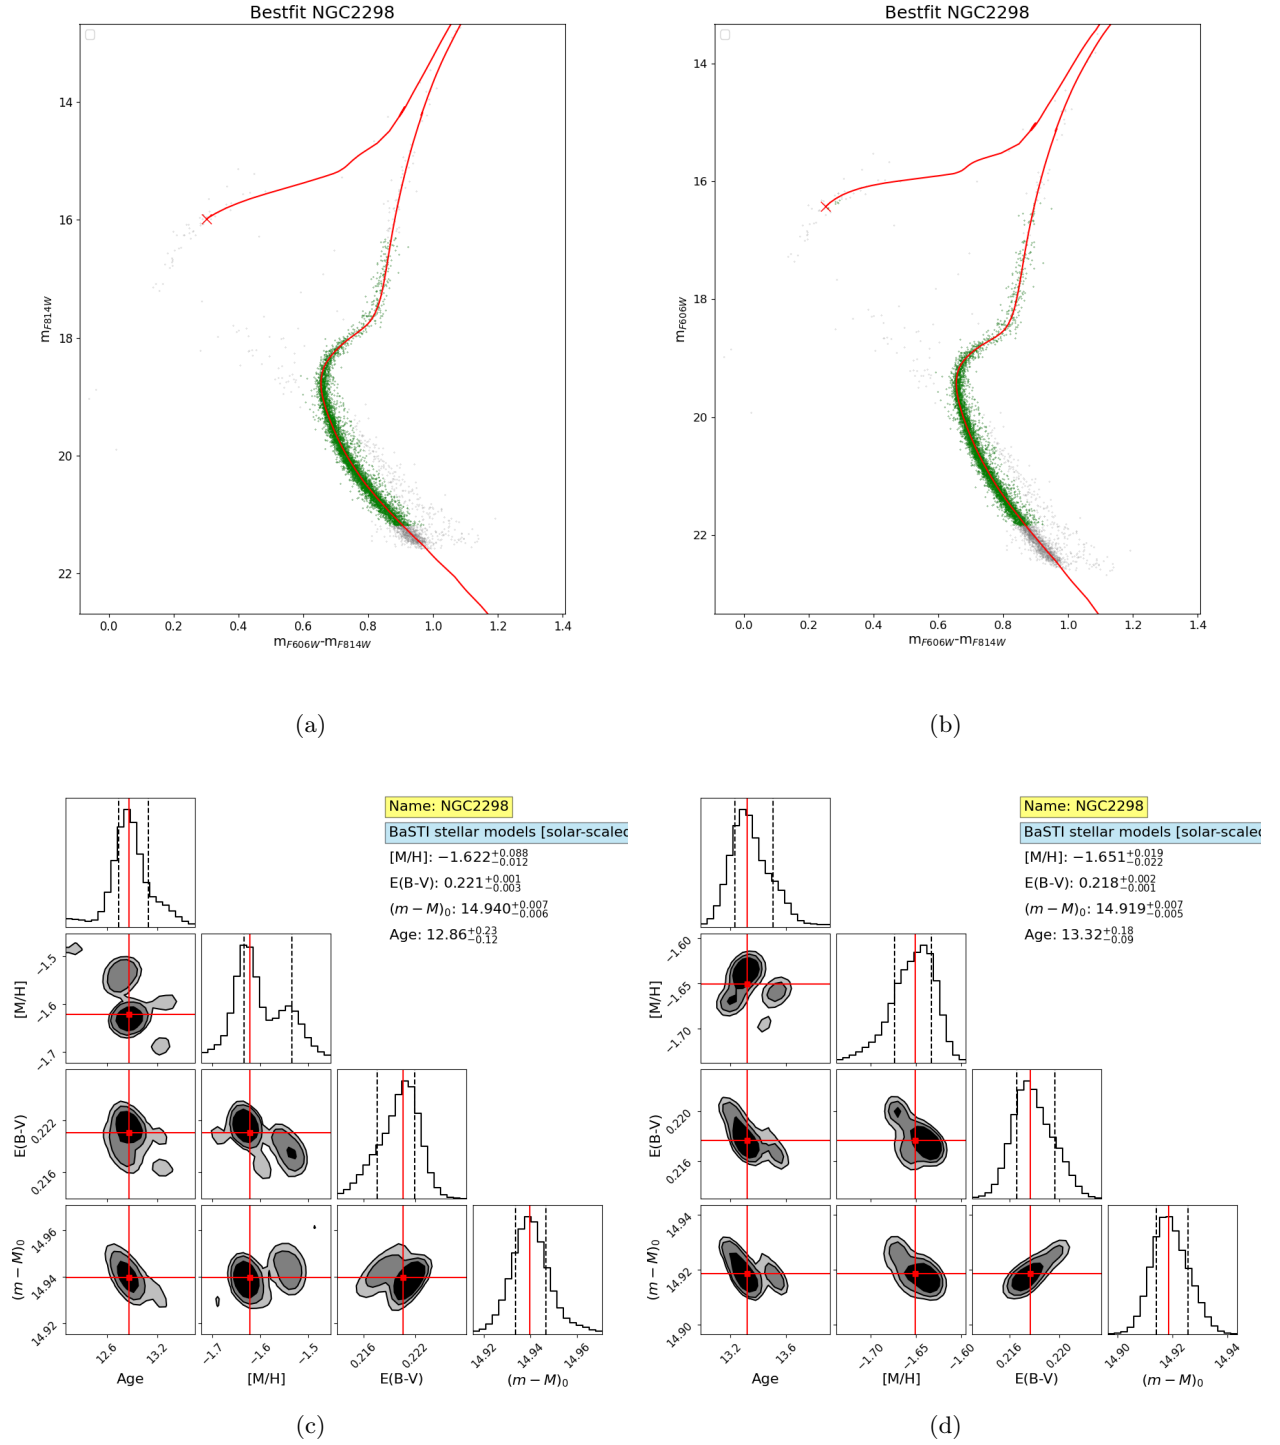 Bestfit NGC2298
14
16
18
20
22
m_F814W
0.0 0.2 0.4 0.6 0.8 1.0 1.2 1.4
m_F606W-m_F814W
(a)
Bestfit NGC2298
14
16
18
20
22
m_F606W
0.0 0.2 0.4 0.6 0.8 1.0 1.2 1.4
m_F606W-m_F814W
(b)
Name: NGC2298
BaSTI stellar models [solar-scaled
[M/H]: −1.622 +0.088 −0.012
E(B-V): 0.221 +0.001 −0.003
(m − M)0: 14.940 +0.007 −0.006
Age: 12.86 +0.23 −0.12
[M/H]
−1.5
−1.6
−1.7
E(B-V)
0.222
0.216
(m − M)0
14.96
14.94
14.92
12.6 13.2
Age
−1.7 −1.6 −1.5
[M/H]
0.216 0.222
E(B-V)
14.92 14.94 14.96
(m − M)0
(c)
Name: NGC2298
BaSTI stellar models [solar-scaled
[M/H]: −1.651 +0.019 −0.022
E(B-V): 0.218 +0.002 −0.001
(m − M)0: 14.919 +0.007 −0.005
Age: 13.32 +0.18 −0.09
[M/H]
−1.60
−1.65
−1.70
E(B-V)
0.220
0.216
(m − M)0
14.94
14.92
14.90
13.2 13.6
Age
−1.70 −1.65 −1.60
[M/H]
0.216 0.220
E(B-V)
14.90 14.92 14.94
(m − M)0
(d)